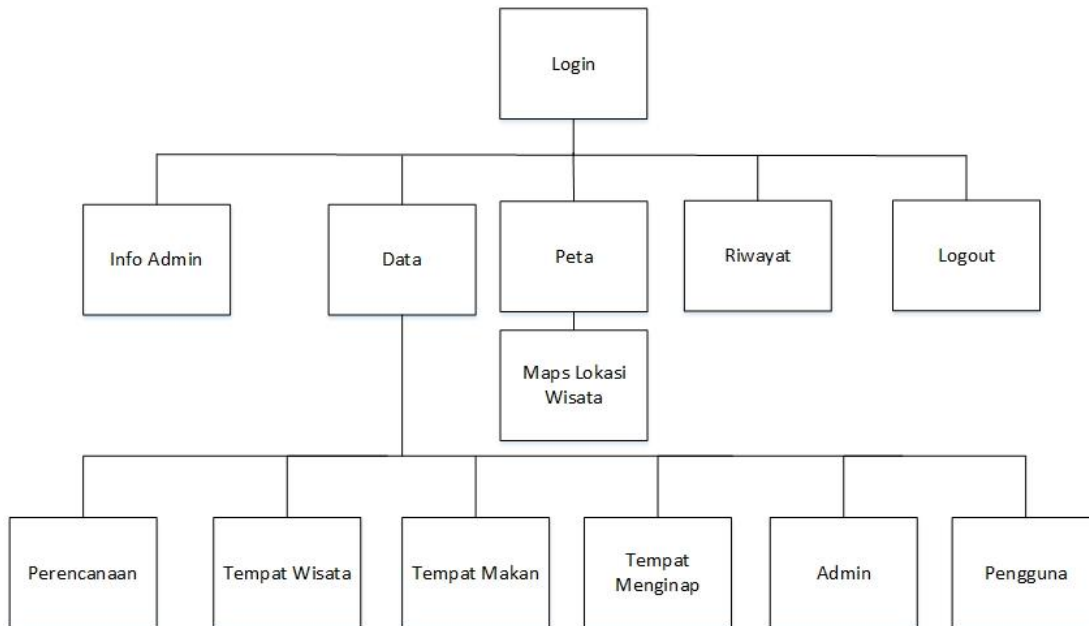 Login
Info Admin
Data
Peta
Riwayat
Logout
Maps Lokasi
Wisata
Perencanaan
Tempat Wisata
Tempat Makan
Tempat
Menginap
Admin
Pengguna